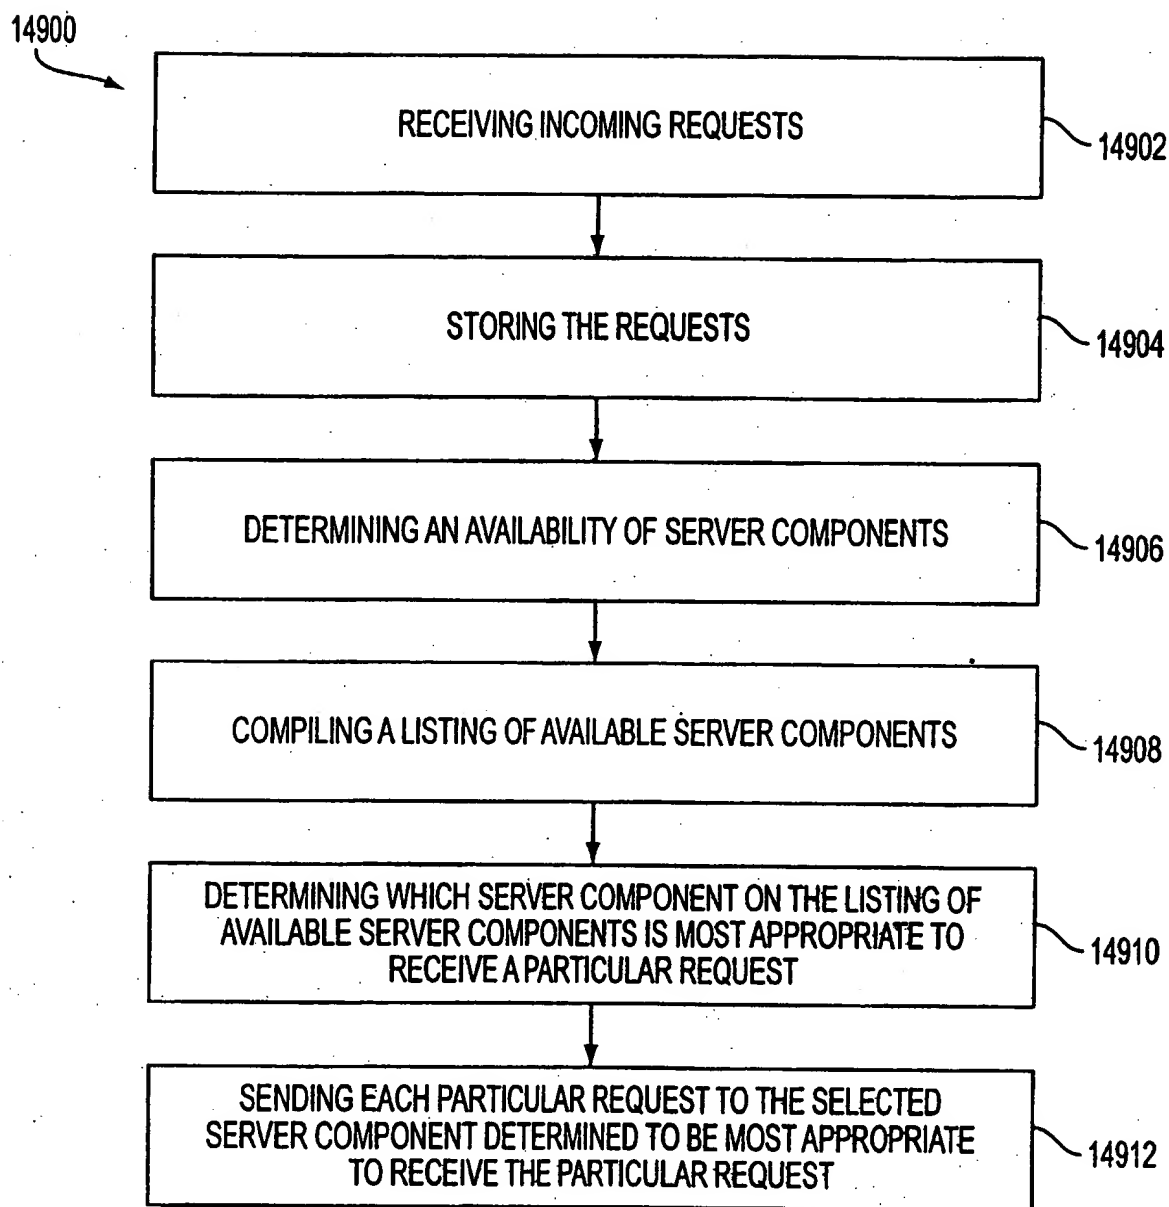 14900
RECEIVING INCOMING REQUESTS
14902
STORING THE REQUESTS
14904
DETERMINING AN AVAILABILITY OF SERVER COMPONENTS
14906
COMPILING A LISTING OF AVAILABLE SERVER COMPONENTS
14908
DETERMINING WHICH SERVER COMPONENT ON THE LISTING OF
AVAILABLE SERVER COMPONENTS IS MOST APPROPRIATE TO
RECEIVE A PARTICULAR REQUEST
14910
SENDING EACH PARTICULAR REQUEST TO THE SELECTED
SERVER COMPONENT DETERMINED TO BE MOST APPROPRIATE
TO RECEIVE THE PARTICULAR REQUEST
14912